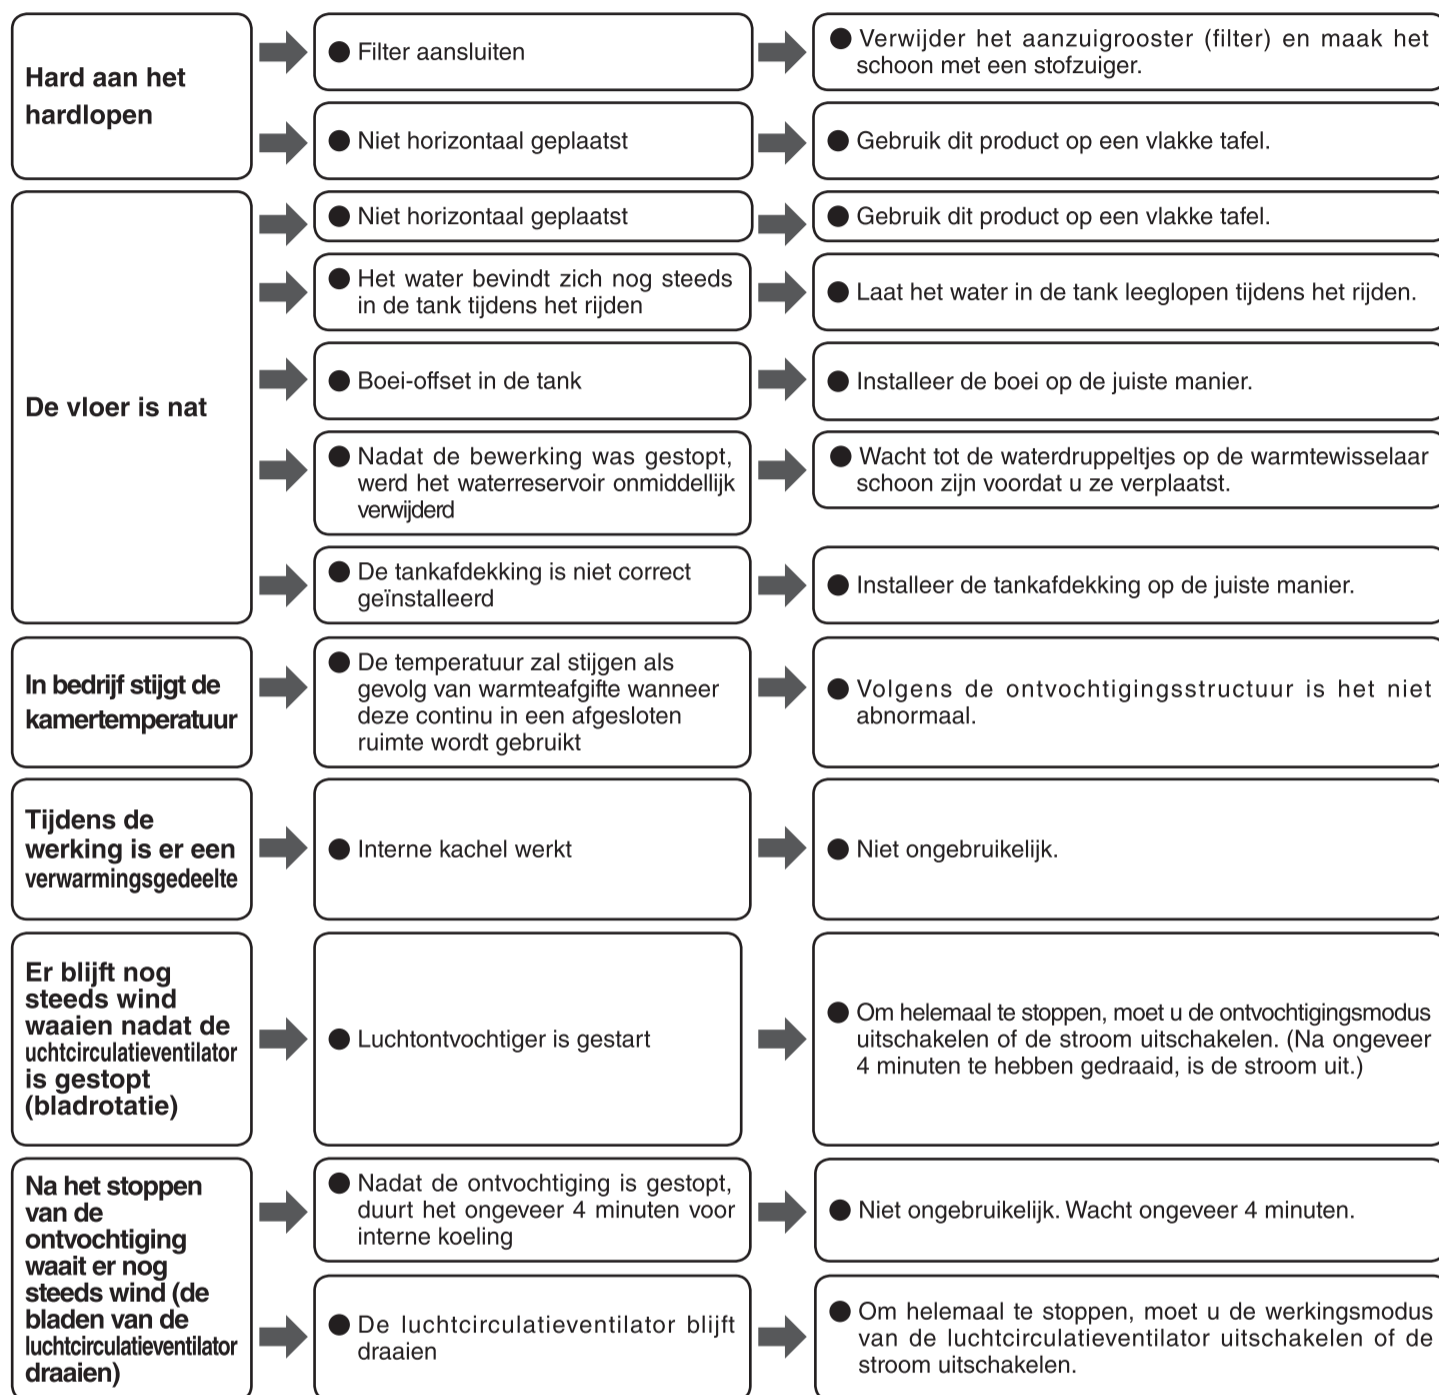 Hard aan het
hardlopen
● Filter aansluiten
● Verwijder het aanzuigrooster (filter) en maak het
schoon met een stofzuiger.
● Niet horizontaal geplaatst
● Gebruik dit product op een vlakke tafel.
De vloer is nat
● Niet horizontaal geplaatst
● Gebruik dit product op een vlakke tafel.
● Het water bevindt zich nog steeds
in de tank tijdens het rijden
● Laat het water in de tank leeglopen tijdens het rijden.
● Boei-offset in de tank
● Installeer de boei op de juiste manier.
● Nadat de bewerking was gestopt,
werd het waterreservoir onmiddellijk
verwijderd
● Wacht tot de waterdruppeltjes op de warmtewisselaar
schoon zijn voordat u ze verplaatst.
● De tankafdekking is niet correct
geïnstalleerd
● Installeer de tankafdekking op de juiste manier.
In bedrijf stijgt de
kamertemperatuur
● De temperatuur zal stijgen als
gevolg van warmteafgifte wanneer
deze continu in een afgesloten
ruimte wordt gebruikt
● Volgens de ontvochtigingsstructuur is het niet
abnormaal.
Tijdens de
werking is er een
verwarmingsgedeelte
● Interne kachel werkt
● Niet ongebruikelijk.
Er blijft nog
steeds wind
waaien nadat de
uchtcirculatieventilator
is gestopt
(bladrotatie)
● Luchtontvochtiger is gestart
● Om helemaal te stoppen, moet u de ontvochtigingsmodus
uitschakelen of de stroom uitschakelen. (Na ongeveer
4 minuten te hebben gedraaid, is de stroom uit.)
Na het stoppen
van de
ontvochtiging
waait er nog
steeds wind (de
bladen van de
luchtcirculatieventilator
draaien)
● Nadat de ontvochtiging is gestopt,
duurt het ongeveer 4 minuten voor
interne koeling
● Niet ongebruikelijk. Wacht ongeveer 4 minuten.
● De luchtcirculatieventilator blijft
draaien
● Om helemaal te stoppen, moet u de werkingsmodus
van de luchtcirculatieventilator uitschakelen of de
stroom uitschakelen.